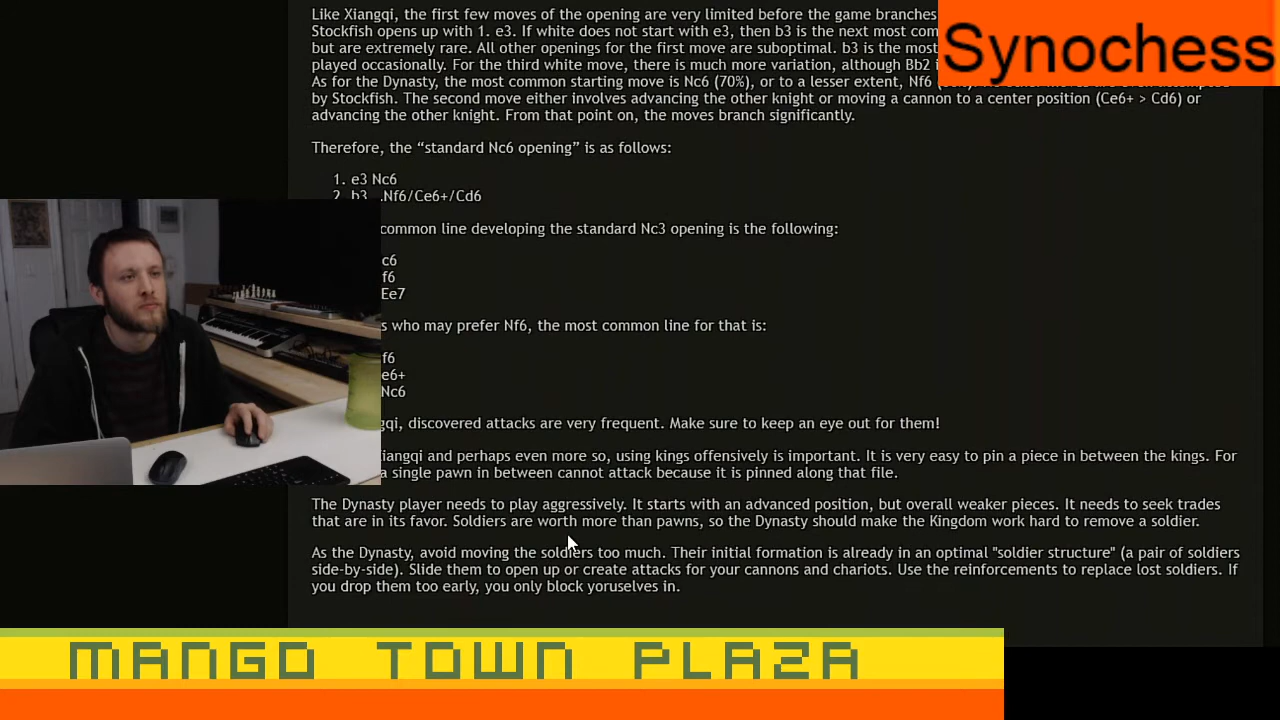 Like Xiangqi, the first few moves of the opening are very limited before the game branches
Synochess
Stockfish opens up with 1. e3. If white does not start with e3, then b3 is the next most com
but are extremely rare. All other openings for the first move are suboptimal. b3 is the most
played occasionally. For the third white move, there is much more variation, although Bb2 i
As for the Dynasty, the most common starting move is Nc6 (70%), or to a lesser extent, Nf6
by Stockfish. The second move either involves advancing the other knight or moving a cannon to a center position (Ce6+ > Cd6) or
advancing the other knight. From that point on, the moves branch significantly.
Therefore, the “standard Nc6 opening” is as follows:
1. e3 Nc6
2. b3 .Nf6/Ce6+/Cd6
common line developing the standard Nc3 opening is the following:
c6
f6
Ee7
s who may prefer Nf6, the most common line for that is:
f6
e6+
Nc6
gqi, discovered attacks are very frequent. Make sure to keep an eye out for them!
iangqi and perhaps even more so, using kings offensively is important. It is very easy to pin a piece in between the kings. For
a single pawn in between cannot attack because it is pinned along that file.
The Dynasty player needs to play aggressively. It starts with an advanced position, but overall weaker pieces. It needs to seek trades
that are in its favor. Soldiers are worth more than pawns, so the Dynasty should make the Kingdom work hard to remove a soldier.
As the Dynasty, avoid moving the soldiers too much. Their initial formation is already in an optimal "soldier structure" (a pair of soldiers
side-by-side). Slide them to open up or create attacks for your cannons and chariots. Use the reinforcements to replace lost soldiers. If
you drop them too early, you only block yoruselves in.
MANGO TOWN PLAZA